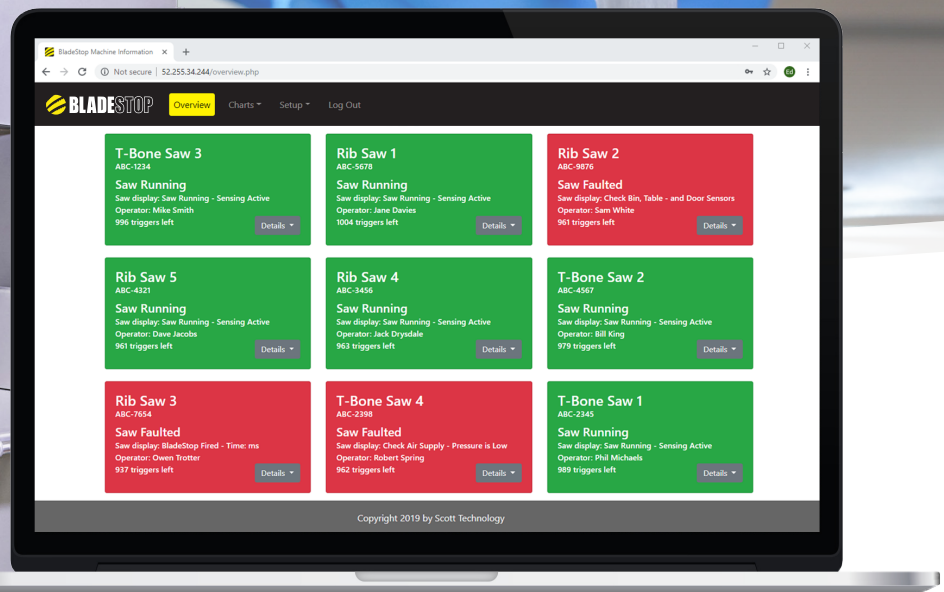 BladeStop Machine Information
Not secure | 52.255.34.244/overview.php
Ed
BLADESTOP
Overview
Charts
Setup
Log Out
T-Bone Saw 3
ABC-1234
Saw Running
Saw display: Saw Running - Sensing Active
Operator: Mike Smith
996 triggers left
Details
Rib Saw 1
ABC-5678
Saw Running
Saw display: Saw Running - Sensing Active
Operator: Jane Davies
1004 triggers left
Details
Rib Saw 2
ABC-9876
Saw Faulted
Saw display: Check Bin, Table - and Door Sensors
Operator: Sam White
961 triggers left
Details
Rib Saw 5
ABC-4321
Saw Running
Saw display: Saw Running - Sensing Active
Operator: Dave Jacobs
961 triggers left
Details
Rib Saw 4
ABC-3456
Saw Running
Saw display: Saw Running - Sensing Active
Operator: Jack Drysdale
963 triggers left
Details
T-Bone Saw 2
ABC-4567
Saw Running
Saw display: Saw Running - Sensing Active
Operator: Bill King
979 triggers left
Details
Rib Saw 3
ABC-7654
Saw Faulted
Saw display: BladeStop Fired - Time: ms
Operator: Owen Trotter
937 triggers left
Details
T-Bone Saw 4
ABC-2398
Saw Faulted
Saw display: Check Air Supply - Pressure is Low
Operator: Robert Spring
962 triggers left
Details
T-Bone Saw 1
ABC-2345
Saw Running
Saw display: Saw Running - Sensing Active
Operator: Phil Michaels
989 triggers left
Details
Copyright 2019 by Scott Technology